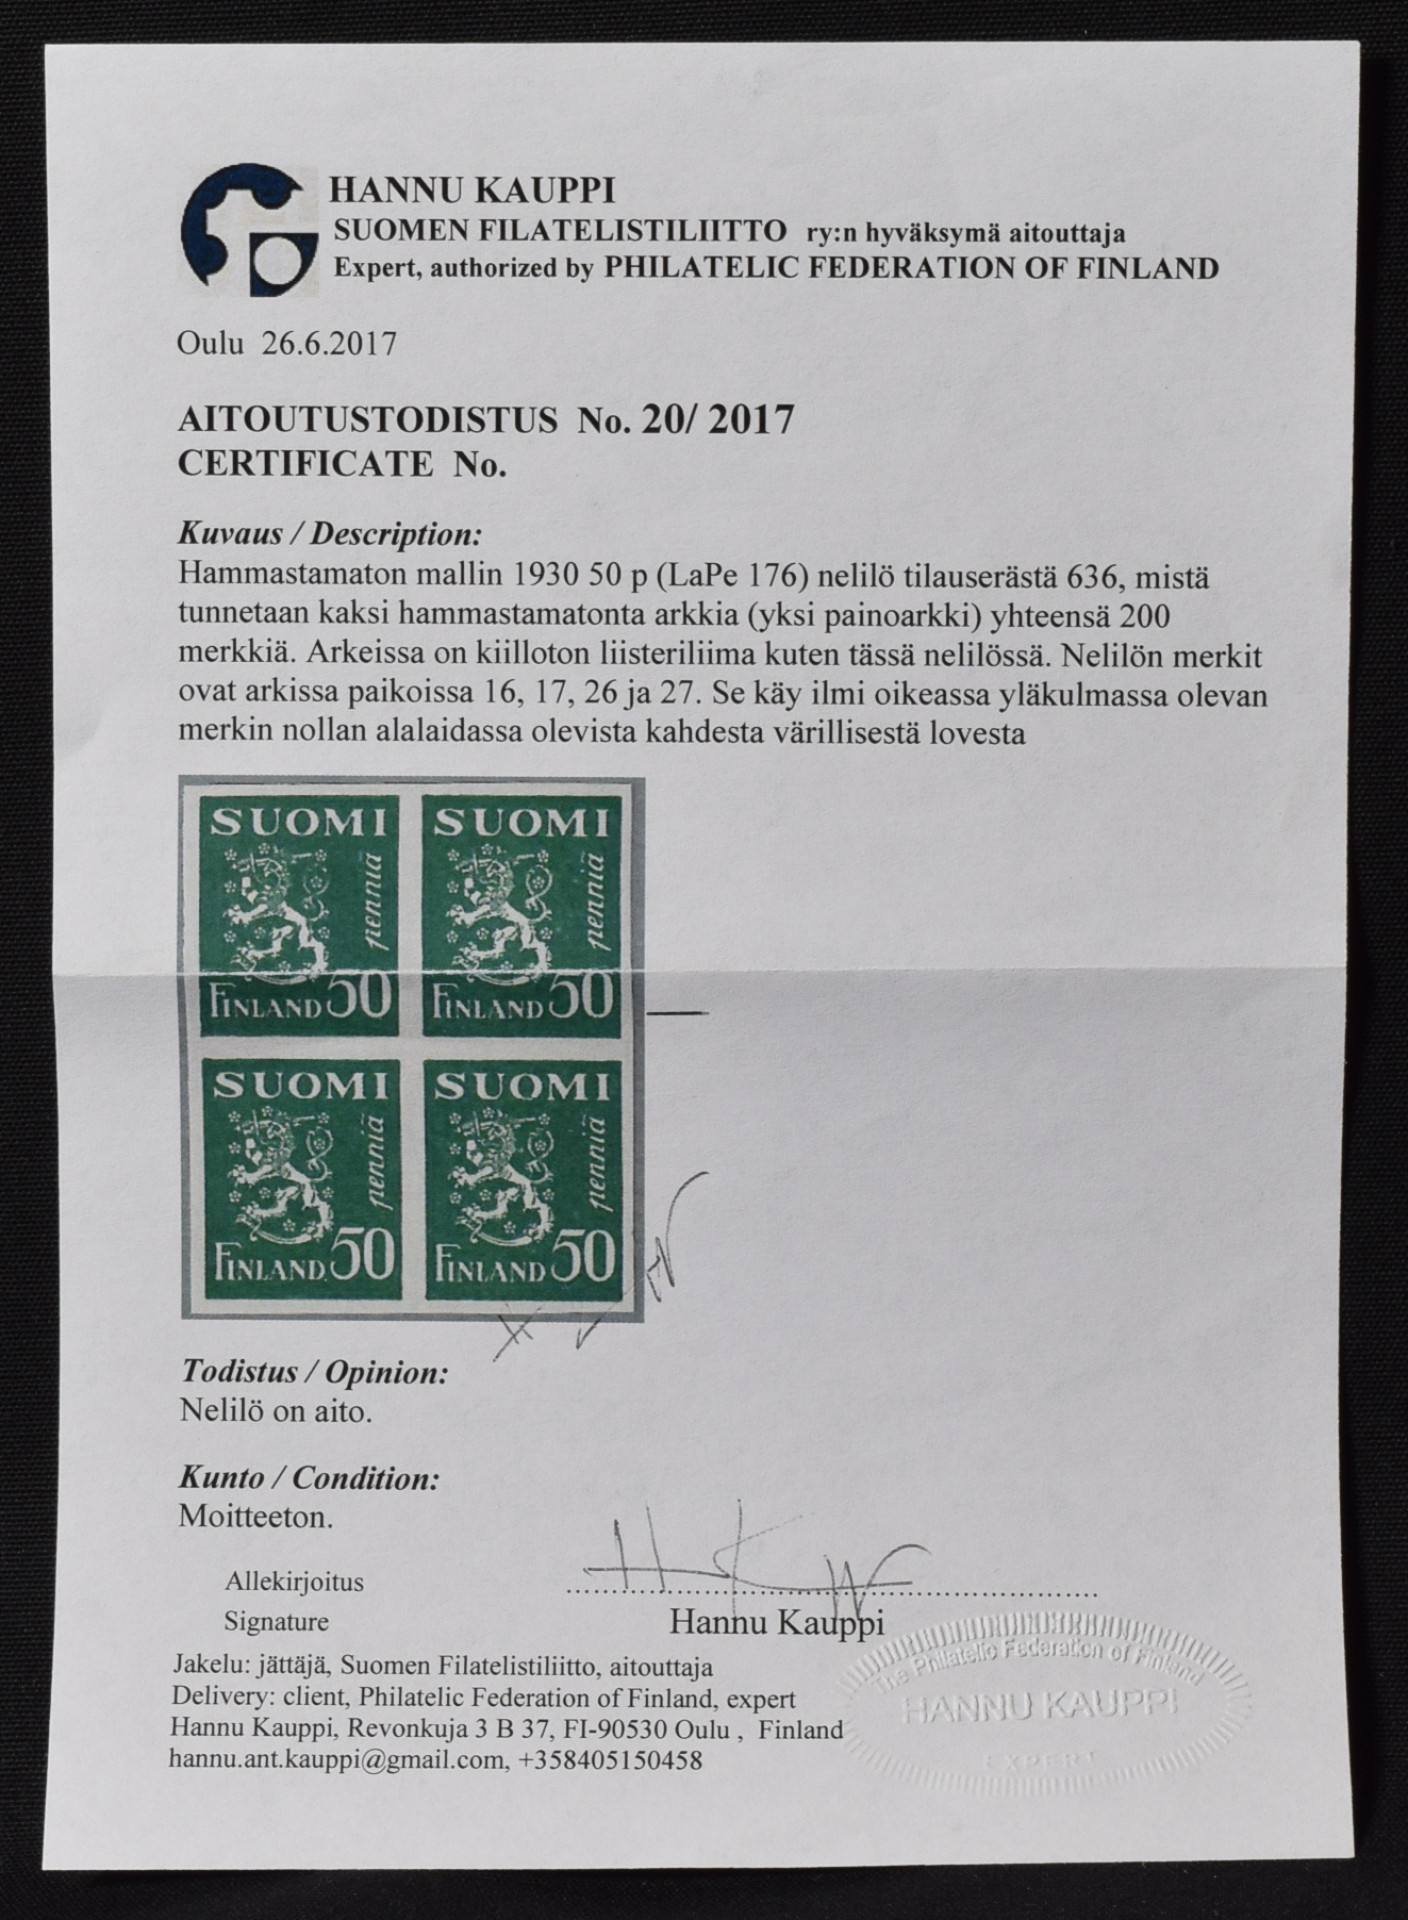 HANNU KAUPPI
SUOMEN FILATELISTILIITTO ry:n hyväksymä aitouttaja
Expert, authorized by PHILATELIC FEDERATION OF FINLAND
Oulu 26.6.2017
AITOUTUSTODISTUS No. 20/ 2017
CERTIFICATE No.
Kuvaus / Description:
Hammastamaton mallin 1930 50 p (LaPe 176) nelilö tilauserästä 636, mistä
tunnetaan kaksi hammastamatonta arkkia (yksi painoarkki) yhteensä 200
merkkiä. Arkeissa on kiilloton liisteriliima kuten tässä nelilössä. Nelilön merkit
ovat arkissa paikoissa 16, 17, 26 ja 27. Se käy ilmi oikeassa yläkulmassa olevan
merkin nollan alalaidassa olevista kahdesta värillisestä lovesta
SUOMI SUOMI
penniä penniä
FINLAND 50 FINLAND 50
SUOMI SUOMI
penniä penniä
FINLAND 50 FINLAND 50
Todistus / Opinion:
Nelilö on aito.
Kunto / Condition:
Moitteeton.
Allekirjoitus
Signature
Hannu Kauppi
Jakelu: jättäjä, Suomen Filatelistiliitto, aitouttaja
Delivery: client, Philatelic Federation of Finland, expert
Hannu Kauppi, Revonkuja 3 B 37, FI-90530 Oulu , Finland
hannu.ant.kauppi@gmail.com, +358405150458
The Philatelic Federation of Finland
HANNU KAUPPI
EXPERT